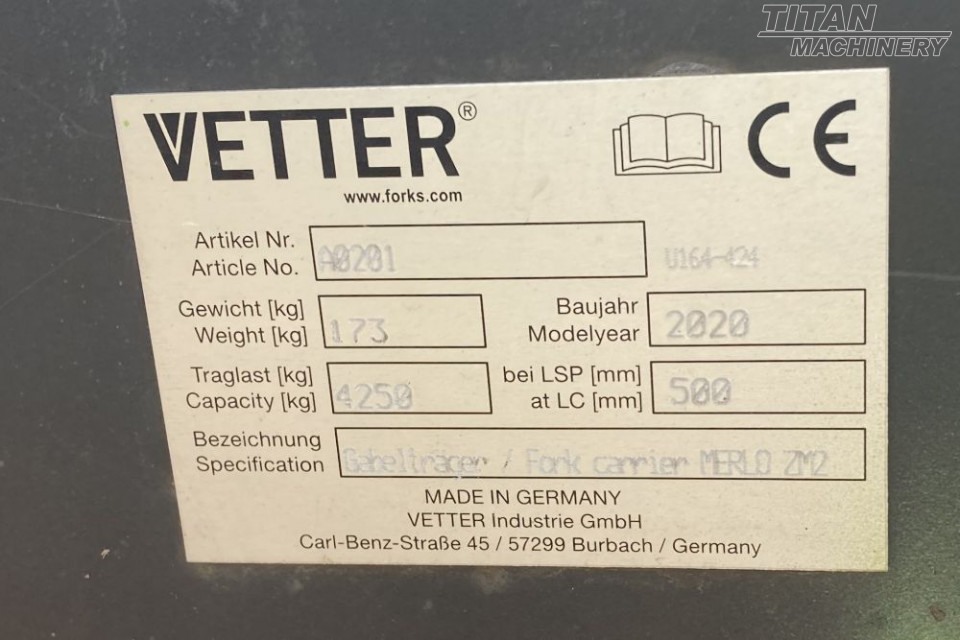 TITAN
MACHINERY
VETTER®
CE
www.forks.com
Artikel Nr.
Article No. A0201 U164-424
Gewicht [kg] Baujahr
Weight [kg] 173 Modelyear 2020
Traglast [kg] bei LSP [mm]
Capacity [kg] 4250 at LC [mm] 500
Bezeichnung
Specification Gabelträger / Fork carrier MERLO ZM2
MADE IN GERMANY
VETTER Industrie GmbH
Carl-Benz-Straße 45 / 57299 Burbach / Germany